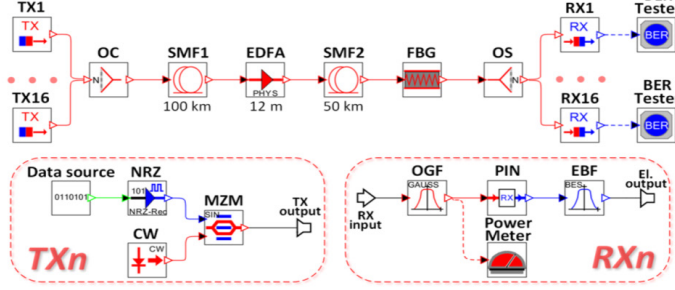 TX1
TX
OC
N
SMF1
100 km
EDFA
PHYS
12 m
SMF2
50 km
FBG
OS
N
RX1
RX
BER
Tester
BER
TX16
TX
RX16
RX
BER
Tester
BER
Data source
0110101
NRZ
101
NRZ-Rec
MZM
SIN
CW
CW
TX
output
TXn
RX
input
OGF
GAUSS
PIN
RX
EBF
BES
El.
output
Power
Meter
RXn